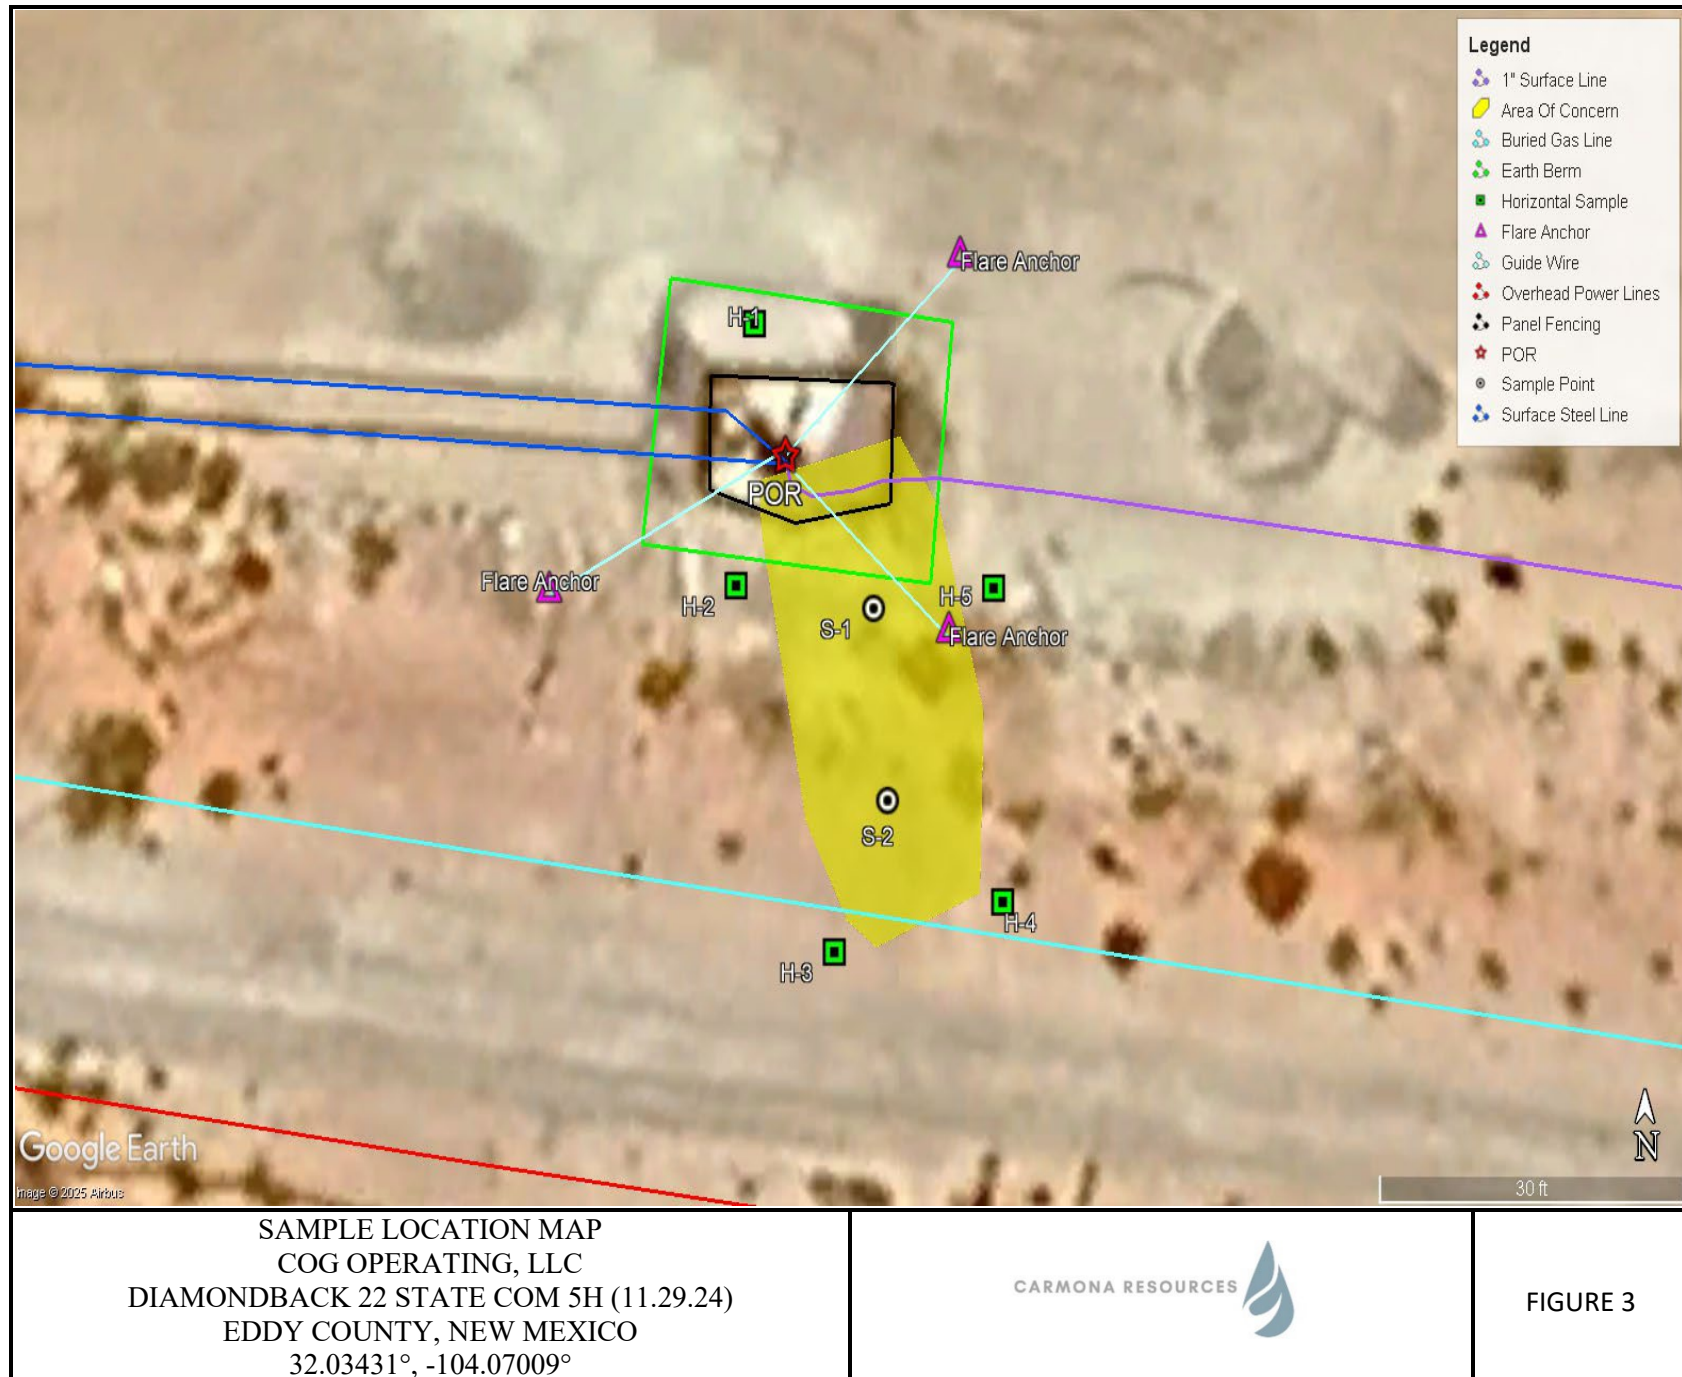 Legend
1" Surface Line
Area Of Concern
Buried Gas Line
Earth Berm
Horizontal Sample
Flare Anchor
Guide Wire
Overhead Power Lines
Panel Fencing
POR
Sample Point
Surface Steel Line
Flare Anchor
H-1
POR
Flare Anchor
H-2
H-5
S-1
Flare Anchor
S-2
H-4
H-3
N
Google Earth
Image © 2025 Airbus
30 ft
SAMPLE LOCATION MAP
COG OPERATING, LLC
DIAMONDBACK 22 STATE COM 5H (11.29.24)
EDDY COUNTY, NEW MEXICO
32.03431°, -104.07009°
CARMONA RESOURCES
FIGURE 3